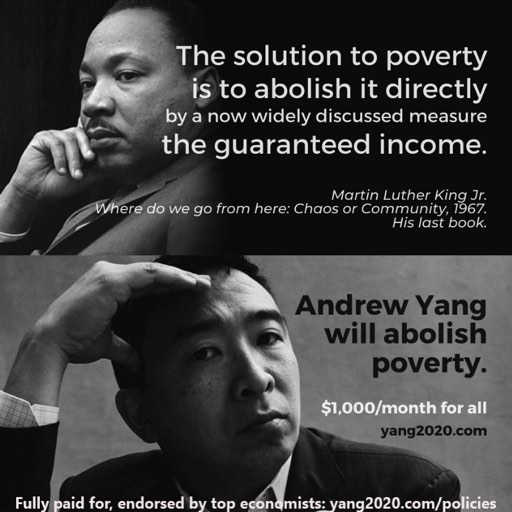 The solution to poverty
is to abolish it directly
by a now widely discussed measure
the guaranteed income.
Martin Luther King Jr.
Where do we go from here: Chaos or Community, 1967.
His last book.
Andrew Yang
will abolish
poverty.
$1,000/month for all
yang2020.com
Fully paid for, endorsed by top economists: yang2020.com/policies